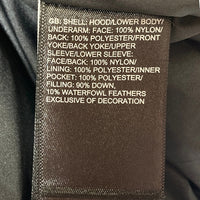 GB: SHELL: HOOD/LOWER BODY/
UNDERARM: FACE: 100% NYLON/
BACK: 100% POLYESTER/FRONT
YOKE/BACK YOKE/UPPER
SLEEVE/LOWER SLEEVE:
FACE/BACK: 100% NYLON/
LINING: 100% POLYESTER/INNER
POCKET: 100% POLYESTER/
FILLING: 90% DOWN,
10% WATERFOWL FEATHERS
EXCLUSIVE OF DECORATION